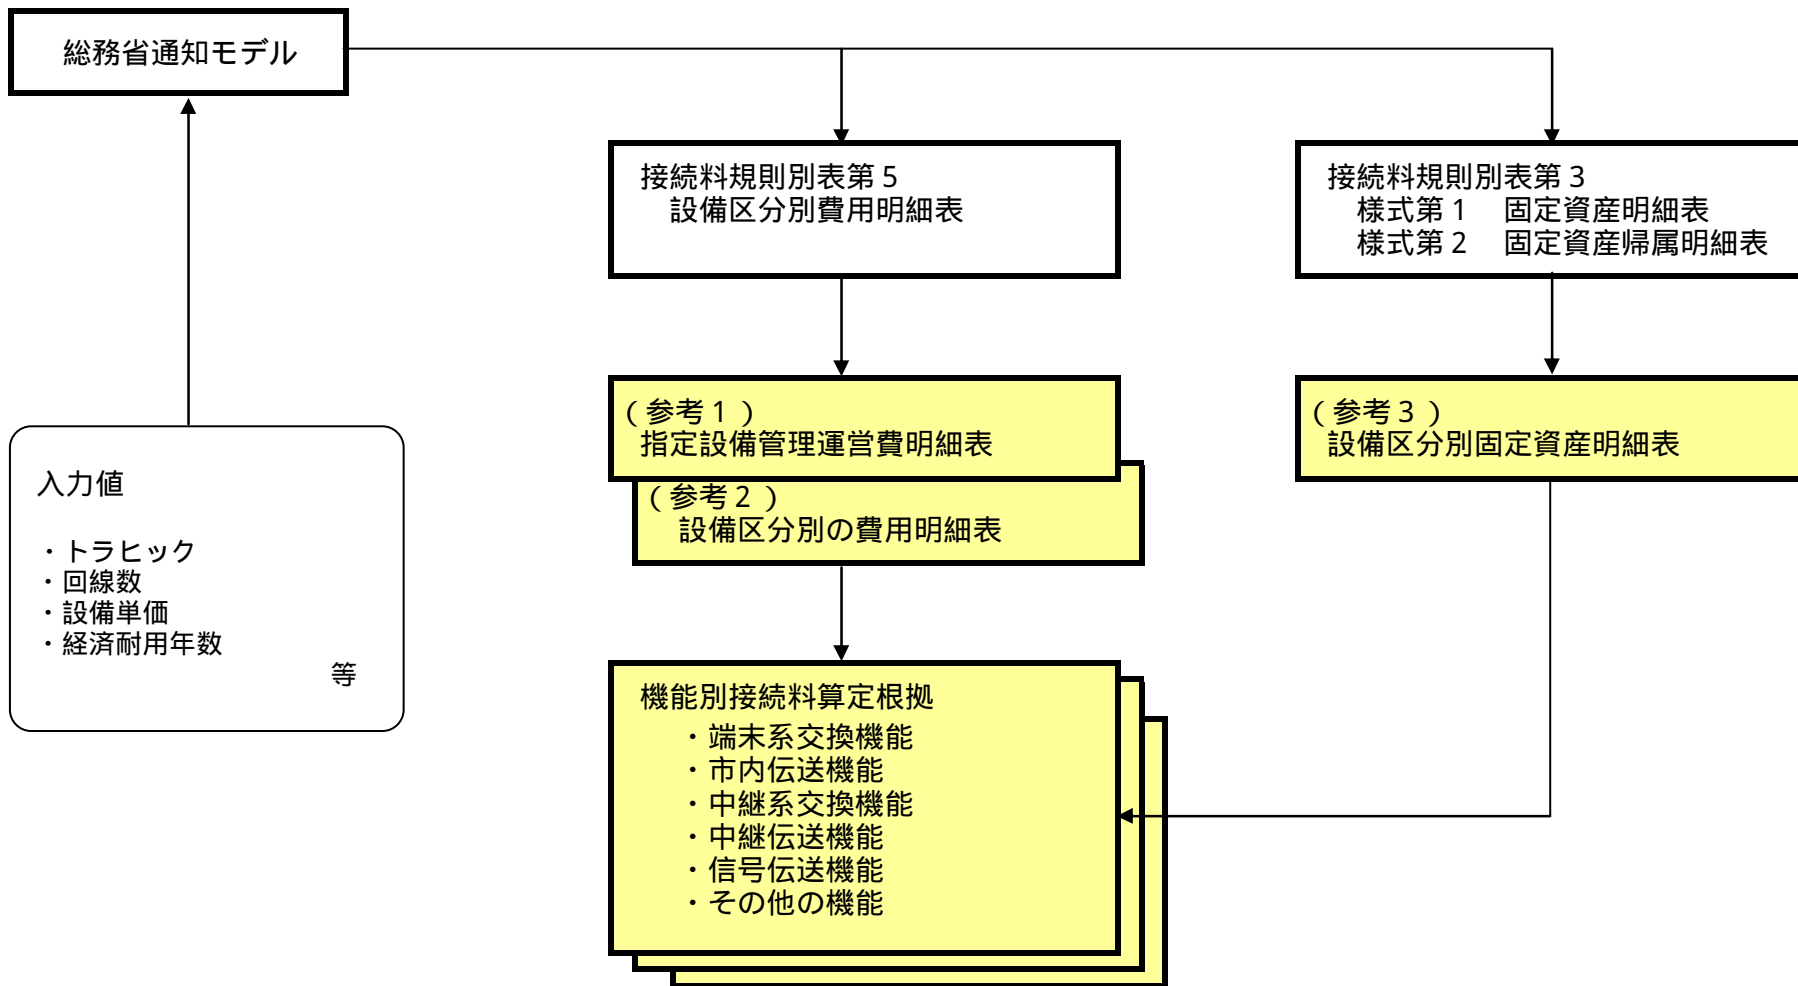 総務省通知モデル
接続料規則別表第5
設備区分別費用明細表
接続料規則別表第3
様式第1 固定資産明細表
様式第2 固定資産帰属明細表
(参考1)
指定設備管理運営費明細表
(参考2)
設備区分別の費用明細表
(参考3)
設備区分別固定資産明細表
入力値
・トラヒック
・回線数
・設備単価
・経済耐用年数
等
機能別接続料算定根拠
・端末系交換機能
・市内伝送機能
・中継系交換機能
・中継伝送機能
・信号伝送機能
・その他の機能